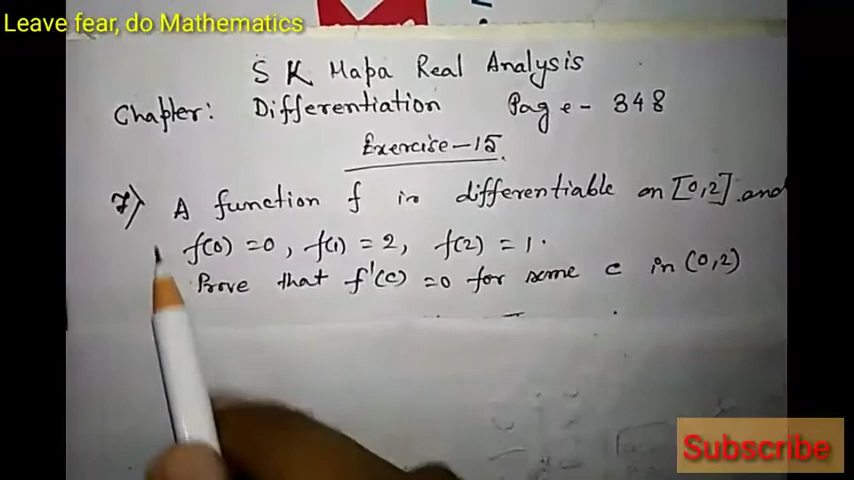 Leave fear, do Mathematics
S K Mapa Real Analysis
Chapter: Differentiation Page - 348
Exercise - 15
7) A function f is differentiable on [0,2] and
f(0) = 0, f(1) = 2, f(2) = 1.
Prove that f'(c) = 0 for some c in (0,2)
Subscribe